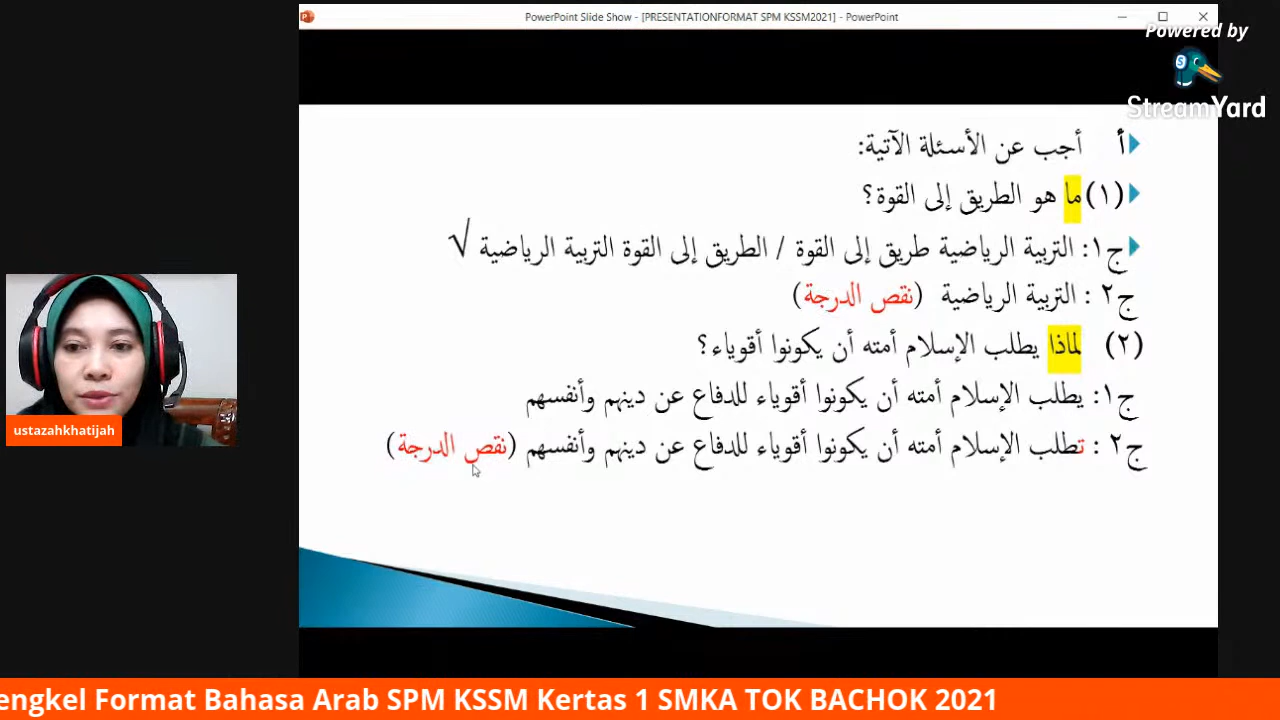 PowerPoint Slide Show - [PRESENTATIONFORMAT SPM KSSM2021] - PowerPoint
Powered by
StreamYard
أ أجب عن الأسئلة الآتية:
(١) ما هو الطريق إلى القوة؟
ج١: التربية الرياضية طريق إلى القوة / الطريق إلى القوة التربية الرياضية √
ج٢ : التربية الرياضية (نقص الدرجة)
(٢) لماذا يطلب الإسلام أمته أن يكونوا أقوياء؟
ج١: يطلب الإسلام أمته أن يكونوا أقوياء للدفاع عن دينهم وأنفسهم
ج٢ : تطلب الإسلام أمته أن يكونوا أقوياء للدفاع عن دينهم وأنفسهم (نقص الدرجة)
ustazahkhatijah
engkel Format Bahasa Arab SPM KSSM Kertas 1 SMKA TOK BACHOK 2021